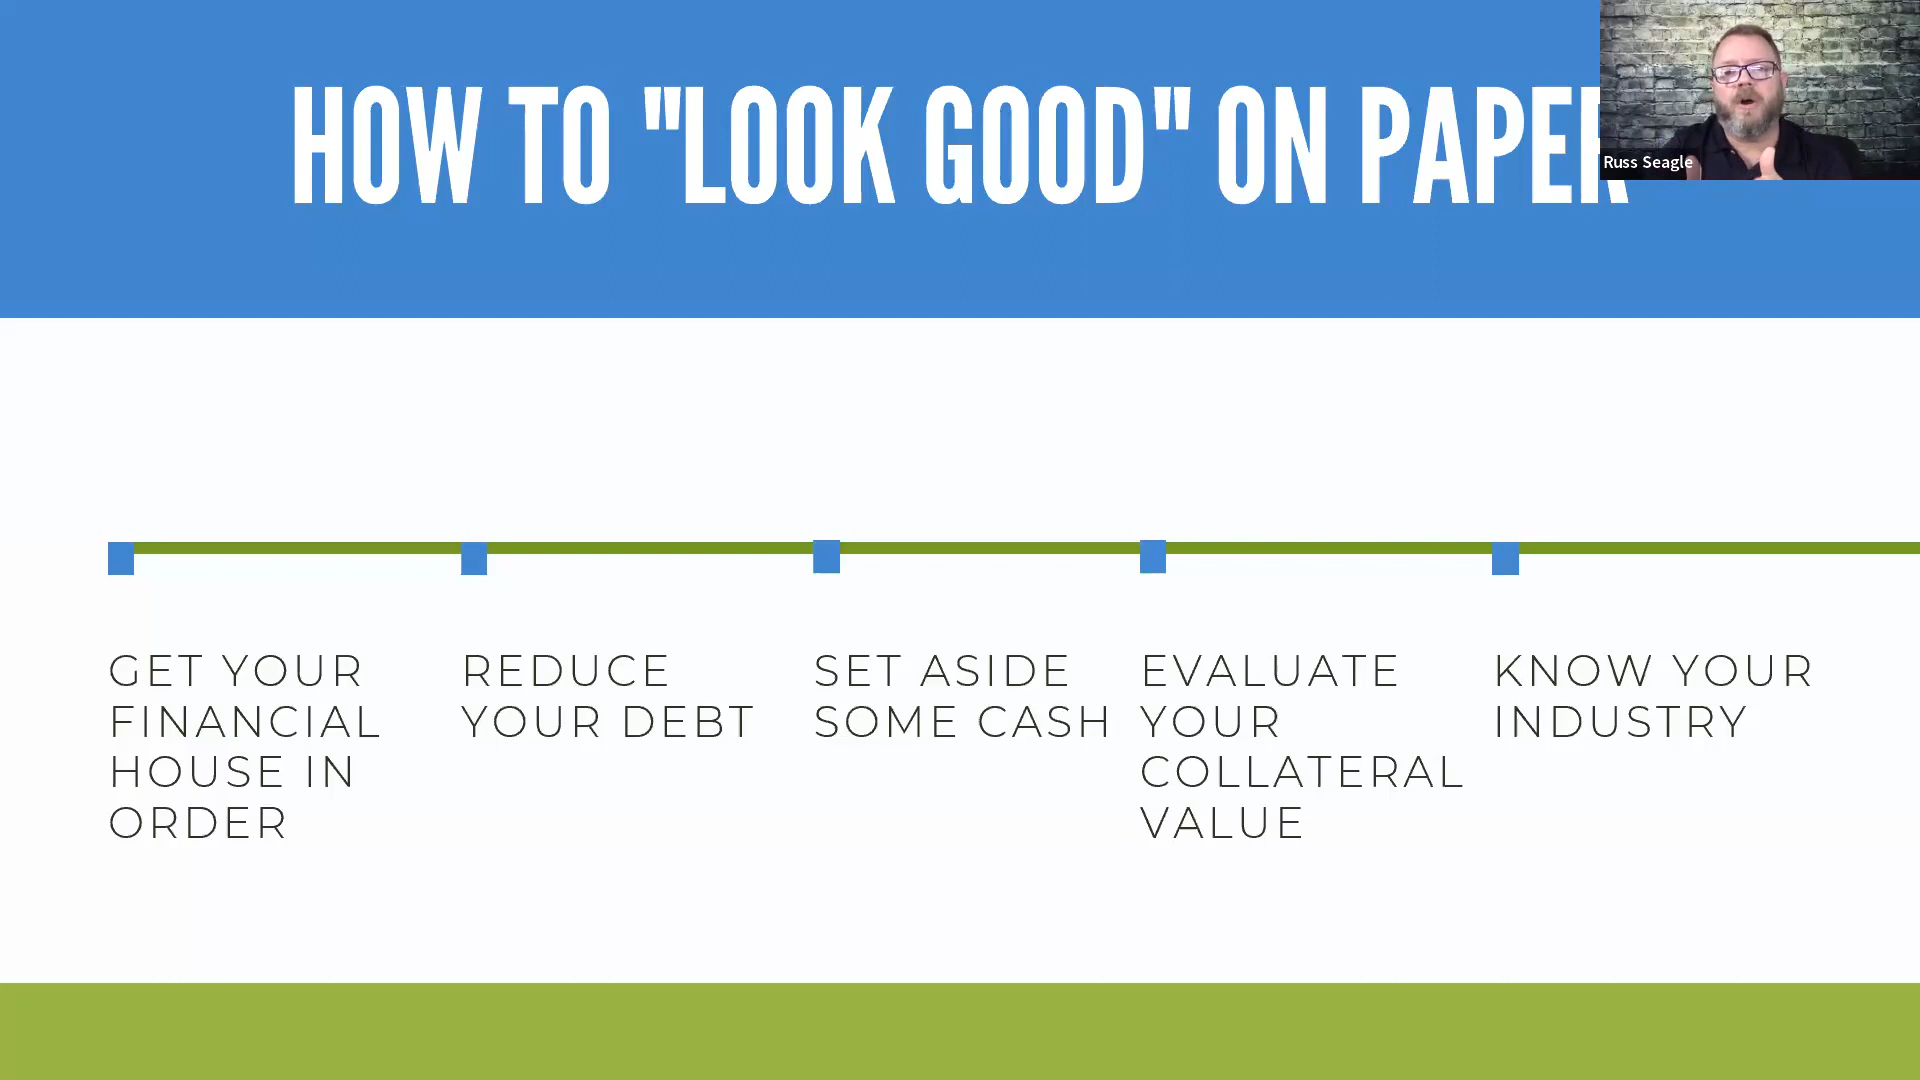 HOW TO "LOOK GOOD" ON PAPER
Russ Seagle
GET YOUR
FINANCIAL
HOUSE IN
ORDER
REDUCE
YOUR DEBT
SET ASIDE
SOME CASH
EVALUATE
YOUR
COLLATERAL
VALUE
KNOW YOUR
INDUSTRY